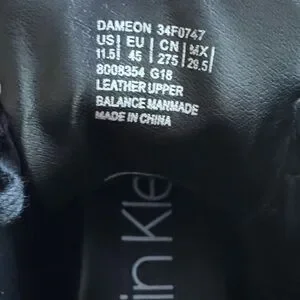 DAMEON 34F0747
US | EU | CN | MX
11.5 | 45 | 275 | 29.5
8008354 G18
LEATHER UPPER
BALANCE MANMADE
MADE IN CHINA
in Kle